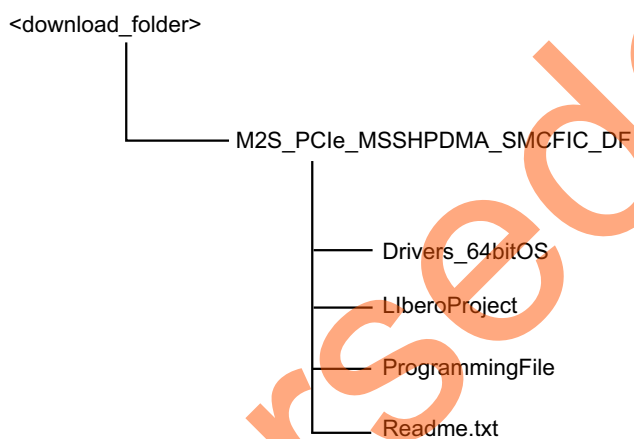 <download_folder>
M2S_PCIe_MSSHPDMA_SMCFIC_DF
Drivers_64bitOS
LIberoProject
ProgrammingFile
Readme.txt